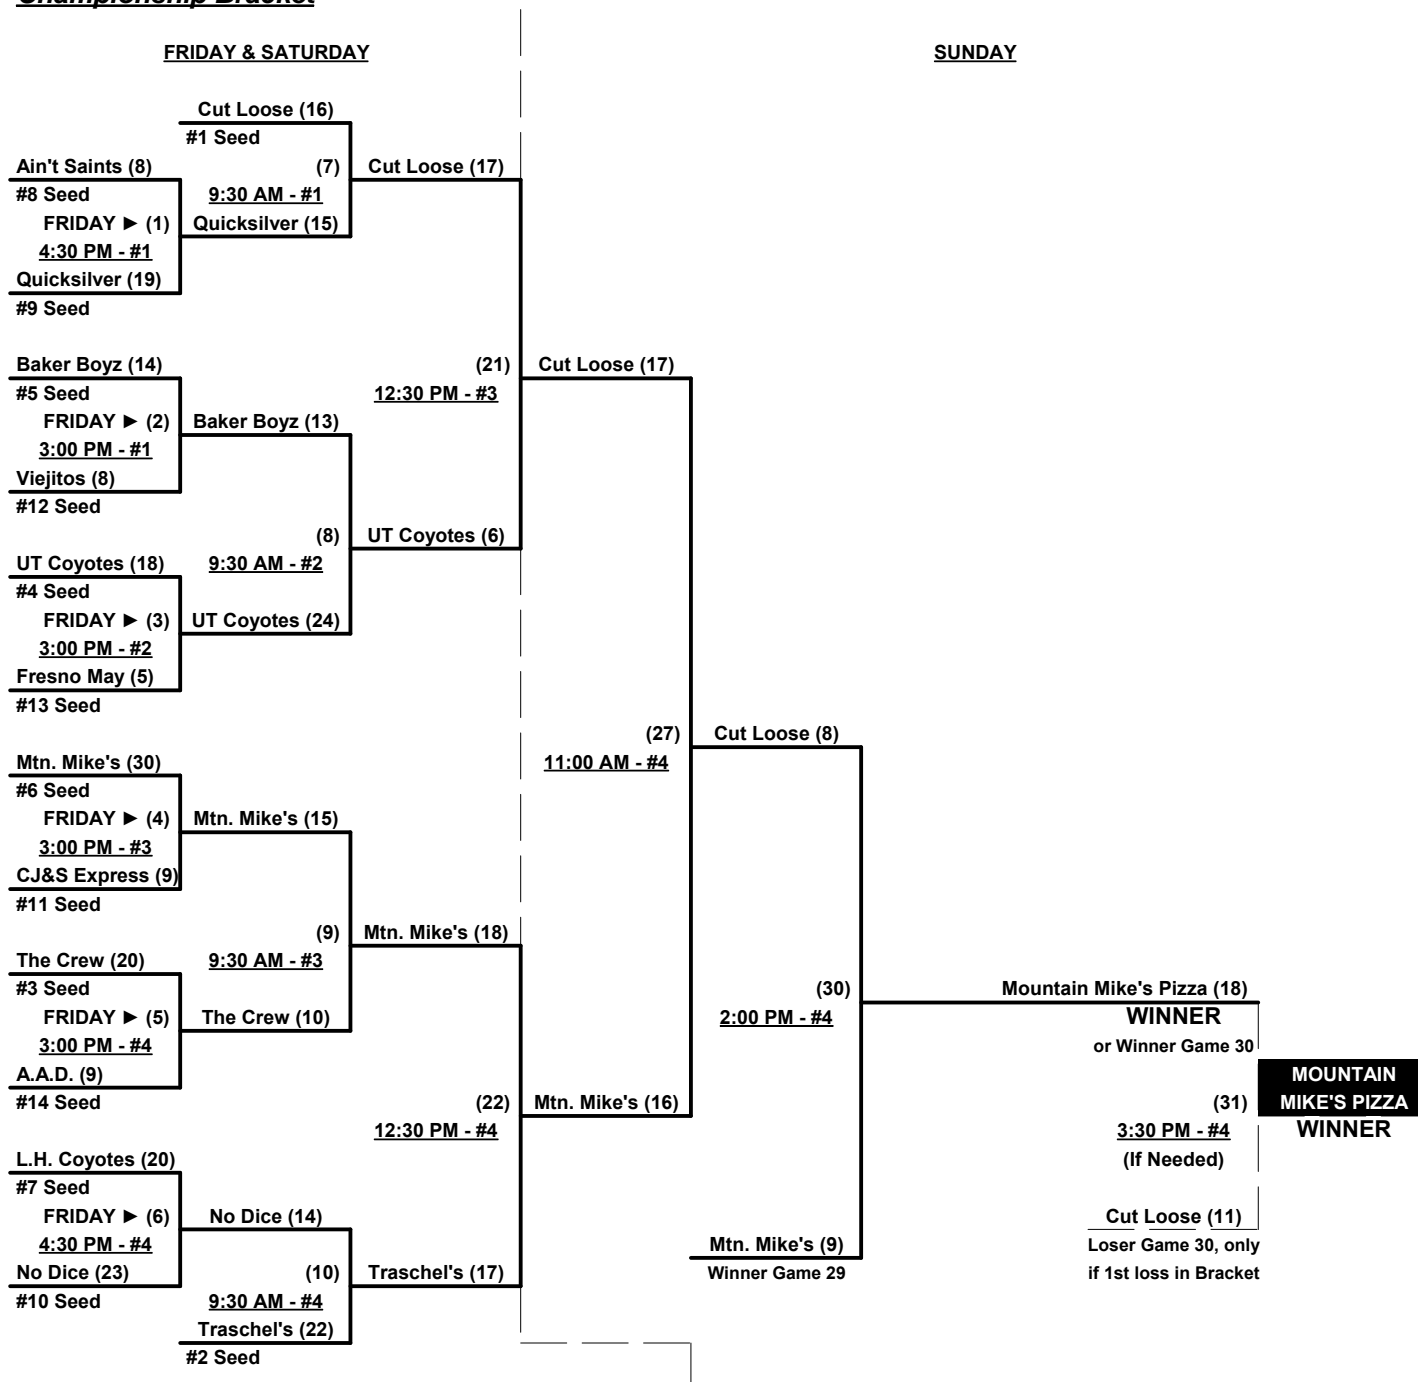 Championship Bracket
FRIDAY & SATURDAY
SUNDAY
Cut Loose (16)
#1 Seed
Ain't Saints (8)
(7)
Cut Loose (17)
#8 Seed
9:30 AM - #1
FRIDAY ► (1)
Quicksilver (15)
4:30 PM - #1
Quicksilver (19)
#9 Seed
Baker Boyz (14)
(21)
Cut Loose (17)
#5 Seed
12:30 PM - #3
FRIDAY ► (2)
Baker Boyz (13)
3:00 PM - #1
Viejitos (8)
#12 Seed
(8)
UT Coyotes (6)
UT Coyotes (18)
9:30 AM - #2
#4 Seed
FRIDAY ► (3)
UT Coyotes (24)
3:00 PM - #2
Fresno May (5)
#13 Seed
(27)
Cut Loose (8)
Mtn. Mike's (30)
11:00 AM - #4
#6 Seed
FRIDAY ► (4)
Mtn. Mike's (15)
3:00 PM - #3
CJ&S Express (9)
#11 Seed
(9)
Mtn. Mike's (18)
The Crew (20)
9:30 AM - #3
#3 Seed
(30)
Mountain Mike's Pizza (18)
FRIDAY ► (5)
The Crew (10)
2:00 PM - #4
WINNER
3:00 PM - #4
or Winner Game 30
A.A.D. (9)
MOUNTAIN
#14 Seed
(22)
Mtn. Mike's (16)
(31)
MIKE'S PIZZA
12:30 PM - #4
3:30 PM - #4
WINNER
L.H. Coyotes (20)
(If Needed)
#7 Seed
FRIDAY ► (6)
No Dice (14)
Cut Loose (11)
4:30 PM - #4
Mtn. Mike's (9)
Loser Game 30, only
No Dice (23)
(10)
Traschel's (17)
Winner Game 29
if 1st loss in Bracket
#10 Seed
9:30 AM - #4
Traschel's (22)
#2 Seed